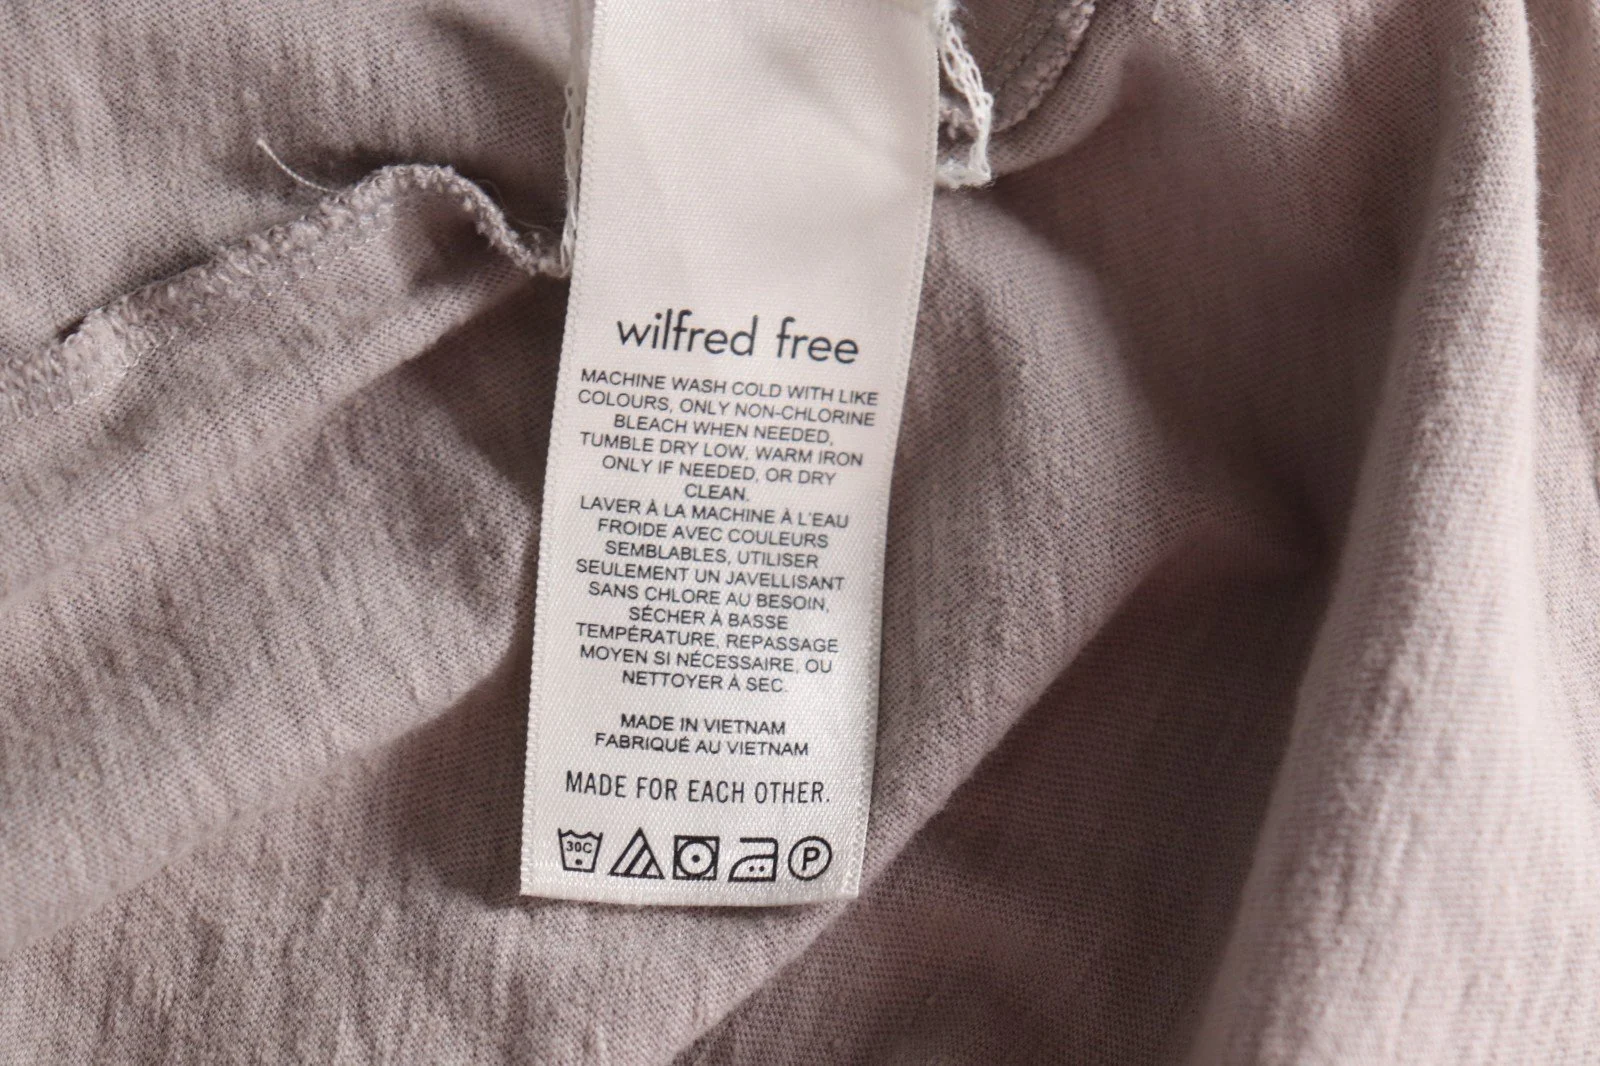 wilfred free
MACHINE WASH COLD WITH LIKE
COLOURS, ONLY NON-CHLORINE
BLEACH WHEN NEEDED,
TUMBLE DRY LOW, WARM IRON
ONLY IF NEEDED, OR DRY
CLEAN.
LAVER À LA MACHINE À L'EAU
FROIDE AVEC COULEURS
SEMBLABLES, UTILISER
SEULEMENT UN JAVELLISANT
SANS CHLORE AU BESOIN,
SÉCHER À BASSE
TEMPÉRATURE, REPASSAGE
MOYEN SI NÉCESSAIRE, OU
NETTOYER À SEC.
MADE IN VIETNAM
FABRIQUÉ AU VIETNAM
MADE FOR EACH OTHER.
30C P